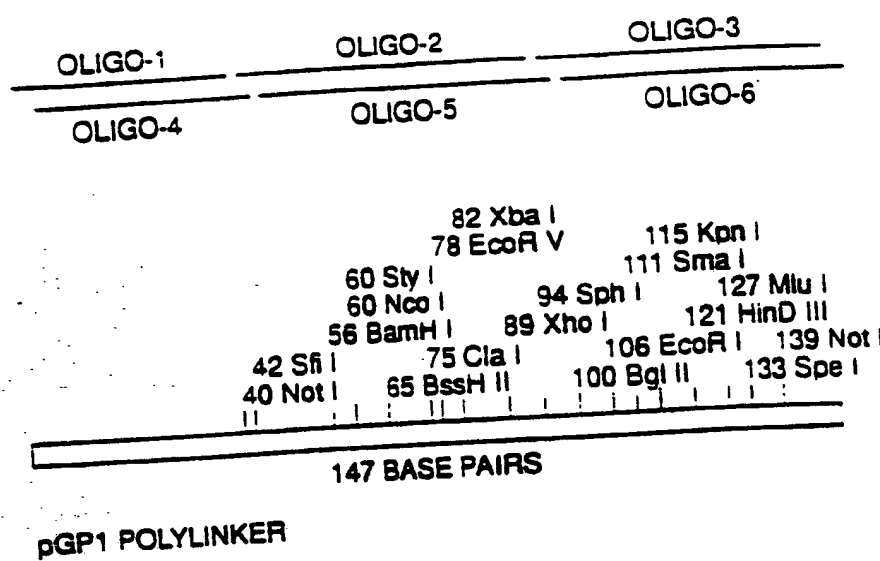 OLIGO-1
OLIGO-2
OLIGO-3
OLIGO-4
OLIGO-5
OLIGO-6
82 Xba I
78 EcoR V
115 Kpn I
111 Sma I
60 Sty I
60 Nco I
94 Sph I
127 Mlu I
56 BamH I
89 Xho I
121 HinD III
42 Sfi I
75 Cla I
106 EcoR I
139 Not I
40 Not I
65 BssH II
100 Bgl II
133 Spe I
147 BASE PAIRS
pGP1 POLYLINKER